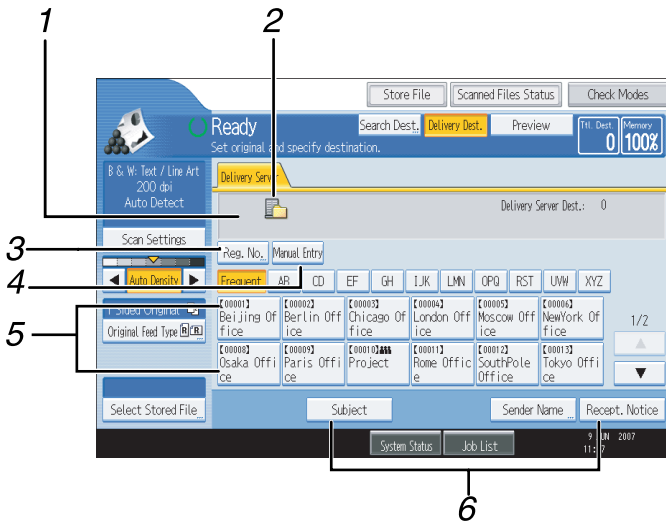 1
2
Store File
Scanned Files Status
Check Modes
Ready
Search Dest.
Delivery Dest.
Preview
Ttl. Dest.
0
Memory
100%
Set original and specify destination.
B & W: Text / Line Art
200 dpi
Auto Detect
Delivery Server
Delivery Server Dest.: 0
Scan Settings
3
Reg. No.
Manual Entry
4
Auto Density
Frequent
AB
CD
EF
GH
IJK
LMN
OPQ
RST
UVW
XYZ
5
1 Sided Original
Original Feed Type
【00001】
Beijing Of
fice
【00002】
Berlin Off
ice
【00003】
Chicago Of
fice
【00004】
London Off
ice
【00005】
Moscow Off
ice
【00006】
NewYork Of
fice
1/2
【00008】
Osaka Offi
ce
【00009】
Paris Offi
ce
【00010】
Project
【00011】
Rome Offic
e
【00012】
SouthPole
Office
【00013】
Tokyo Offi
ce
Select Stored File
Subject
Sender Name
Recept. Notice
System Status
Job List
9
2007
6